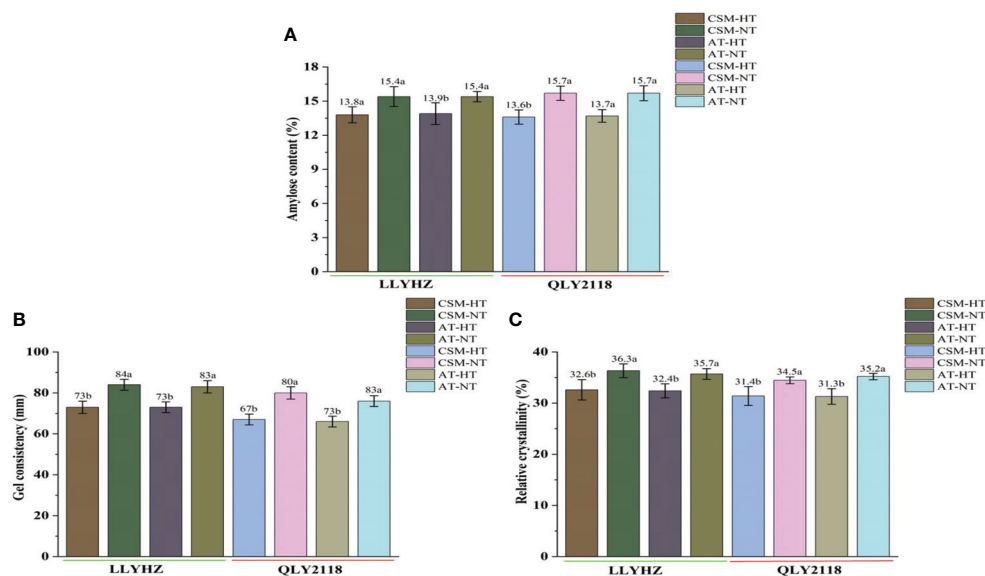 A
CSM-HT
CSM-NT
AT-HT
AT-NT
CSM-HT
CSM-NT
AT-HT
AT-NT
Amylose content (%)
18
15
12
9
6
3
0
13.8a
15.4a
13.9b
15.4a
13.6b
15.7a
13.7a
15.7a
LLYHZ
QLY2118
B
CSM-HT
CSM-NT
AT-HT
AT-NT
CSM-HT
CSM-NT
AT-HT
AT-NT
Gel consistency (mm)
100
80
60
40
20
0
73b
84a
73b
83a
67b
80a
73b
83a
LLYHZ
QLY2118
C
CSM-HT
CSM-NT
AT-HT
AT-NT
CSM-HT
CSM-NT
AT-HT
AT-NT
Relative crystallinity (%)
40
30
20
10
0
32.6b
36.3a
32.4b
35.7a
31.4b
34.5a
31.3b
35.2a
LLYHZ
QLY2118